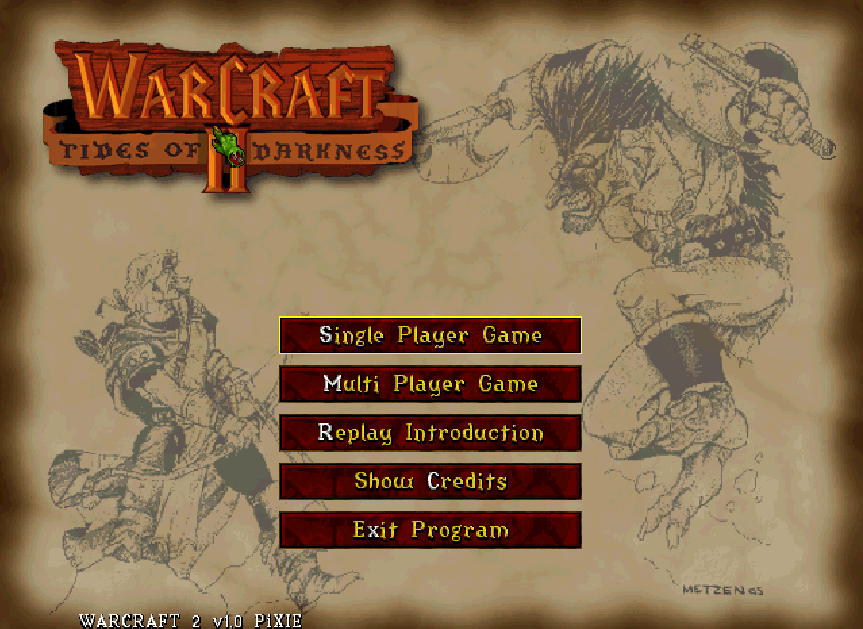 WARCRAFT
II
TIDES OF DARKNESS
Single Player Game
Multi Player Game
Replay Introduction
Show Credits
Exit Program
METZEN 95
WARCRAFT 2 v1.0 PiXIE